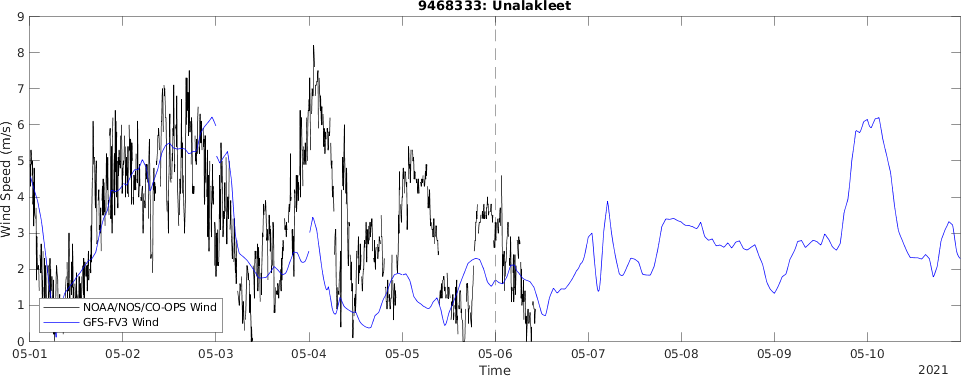 9468333: Unalakleet
9
8
7
6
5
4
3
2
1
0
Wind Speed (m/s)
NOAA/NOS/CO-OPS Wind
GFS-FV3 Wind
05-01 05-02 05-03 05-04 05-05 05-06 05-07 05-08 05-09 05-10
Time
2021